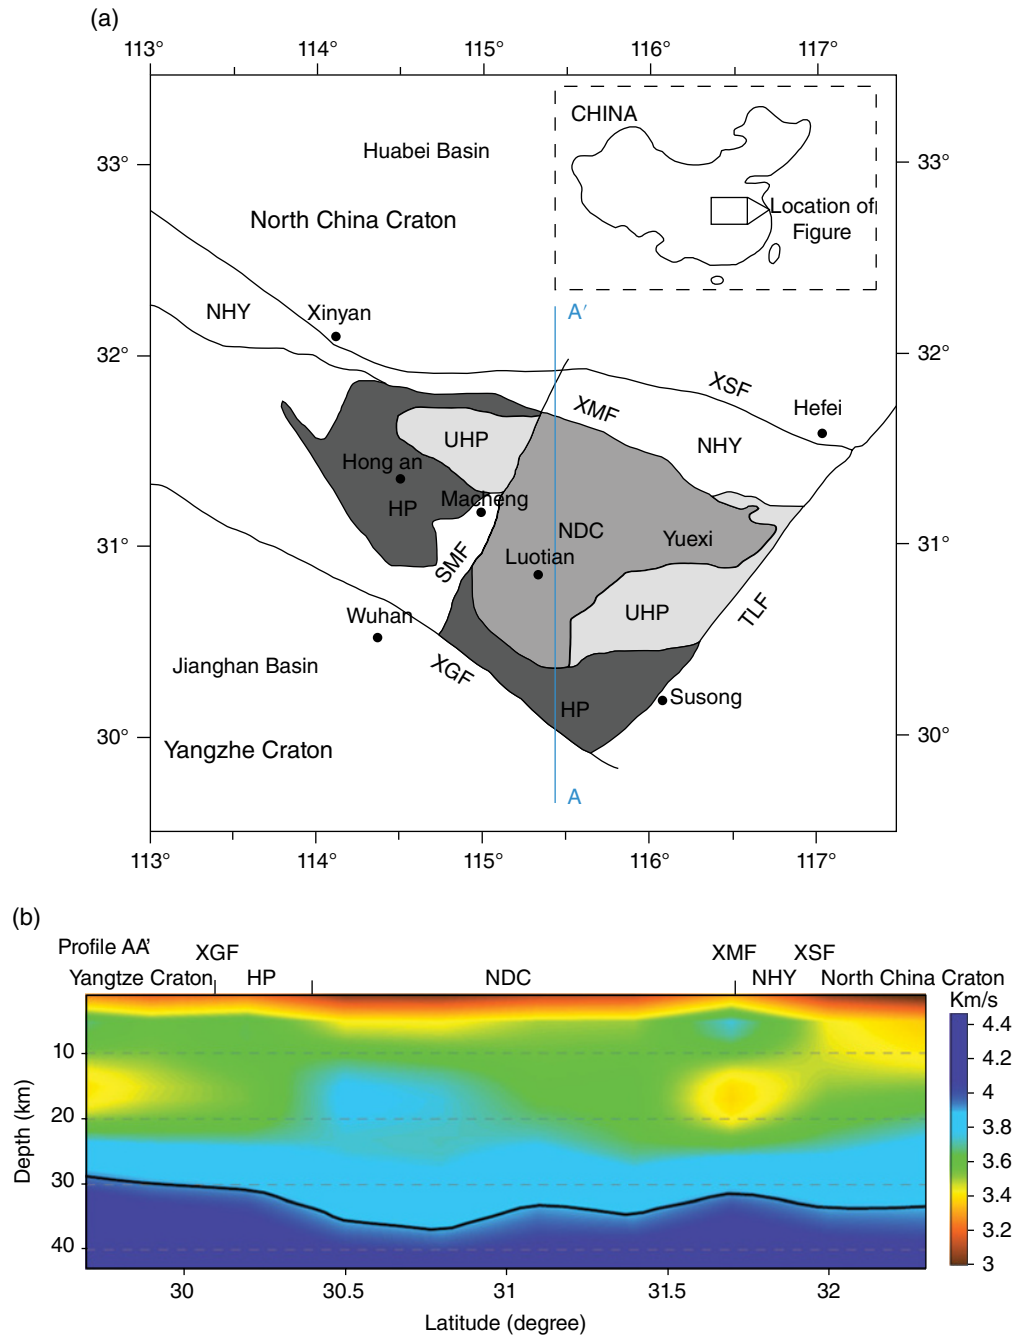 (a)
113° 114° 115° 116° 117°
CHINA
Huabei Basin
33° 33°
North China Craton
Location of
Figure
NHY Xinyan A′
32° 32°
XSF
XMF Hefei
UHP NHY
Hong an
HP Macheng
NDC Yuexi
31° 31°
SMF Luotian
UHP TLF
Wuhan
Jianghan Basin XGF
Susong
HP
30° 30°
Yangzhe Craton
A
113° 114° 115° 116° 117°
(b)
Profile AA′ XGF XMF XSF
Yangtze Craton HP NDC NHY North China Craton
Km/s
4.4
4.2
4
3.8
3.6
3.4
3.2
3
Depth (km)
10
20
30
40
30 30.5 31 31.5 32
Latitude (degree)